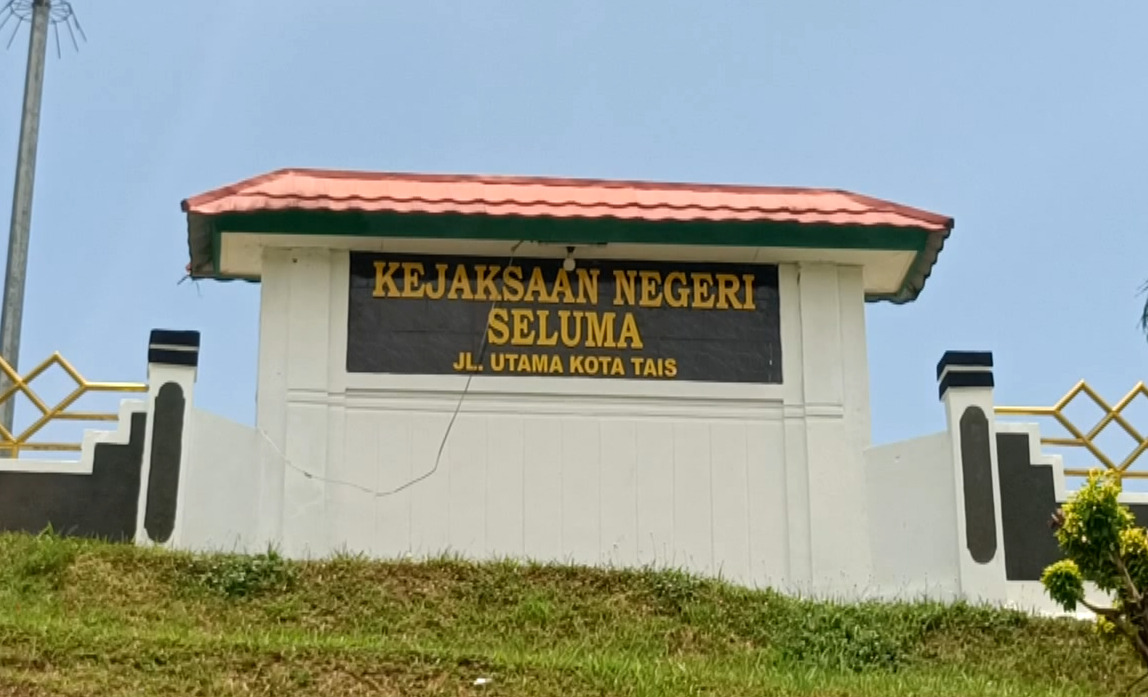 KEJAKSAAN NEGERI
SELUMA
JL. UTAMA KOTA TAIS